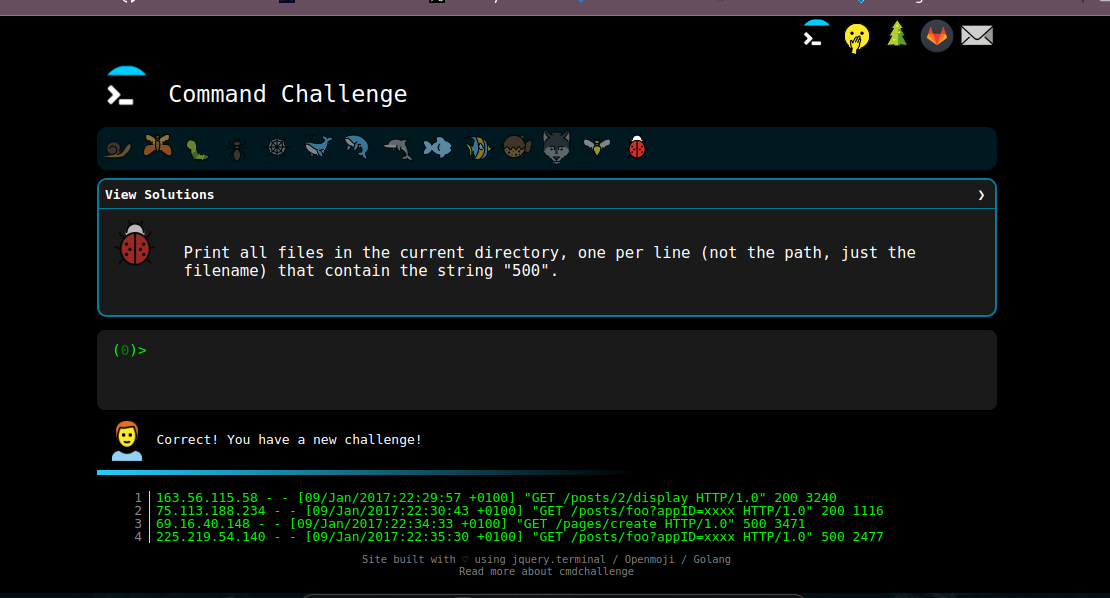 Command Challenge
View Solutions ❯
Print all files in the current directory, one per line (not the path, just the
filename) that contain the string "500".
(0)>
Correct! You have a new challenge!
1 163.56.115.58 - - [09/Jan/2017:22:29:57 +0100] "GET /posts/2/display HTTP/1.0" 200 3240
2 75.113.188.234 - - [09/Jan/2017:22:30:43 +0100] "GET /posts/foo?appID=xxxx HTTP/1.0" 200 1116
3 69.16.40.148 - - [09/Jan/2017:22:34:33 +0100] "GET /pages/create HTTP/1.0" 500 3471
4 225.219.54.140 - - [09/Jan/2017:22:35:30 +0100] "GET /posts/foo?appID=xxxx HTTP/1.0" 500 2477
Site built with ♡ using jquery.terminal / Openmoji / Golang
Read more about cmdchallenge